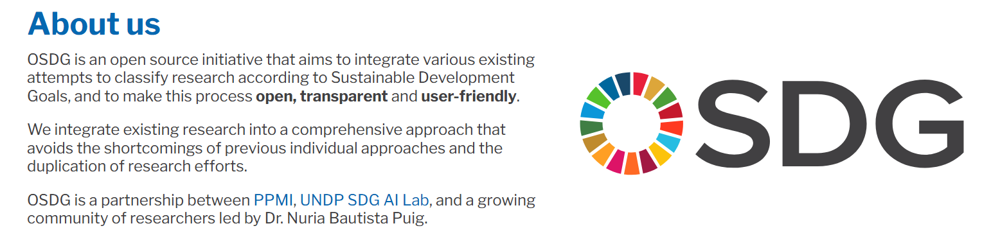 About us
OSDG is an open source initiative that aims to integrate various existing
attempts to classify research according to Sustainable Development
Goals, and to make this process open, transparent and user-friendly.
We integrate existing research into a comprehensive approach that
avoids the shortcomings of previous individual approaches and the
duplication of research efforts.
OSDG is a partnership between PPMI, UNDP SDG AI Lab, and a growing
community of researchers led by Dr. Nuria Bautista Puig.
OSDG